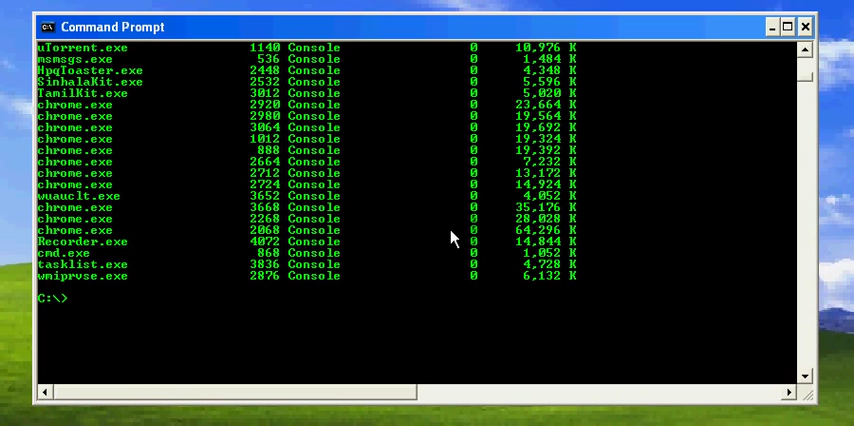 Command Prompt
uTorrent.exe 1140 Console 0 10,976 K
msmsgs.exe 536 Console 0 1,484 K
HpqToaster.exe 2448 Console 0 4,348 K
SinhalaKit.exe 2532 Console 0 5,596 K
TamilKit.exe 3012 Console 0 5,020 K
chrome.exe 2920 Console 0 23,664 K
chrome.exe 2980 Console 0 19,564 K
chrome.exe 3064 Console 0 19,692 K
chrome.exe 1012 Console 0 19,324 K
chrome.exe 888 Console 0 19,392 K
chrome.exe 2664 Console 0 7,232 K
chrome.exe 2712 Console 0 13,172 K
chrome.exe 2724 Console 0 14,924 K
wuauclt.exe 3652 Console 0 4,052 K
chrome.exe 3668 Console 0 35,176 K
chrome.exe 2268 Console 0 28,028 K
chrome.exe 2068 Console 0 64,296 K
Recorder.exe 4072 Console 0 14,844 K
cmd.exe 868 Console 0 1,052 K
tasklist.exe 3836 Console 0 4,728 K
wmiprvse.exe 2876 Console 0 6,132 K
C:\>